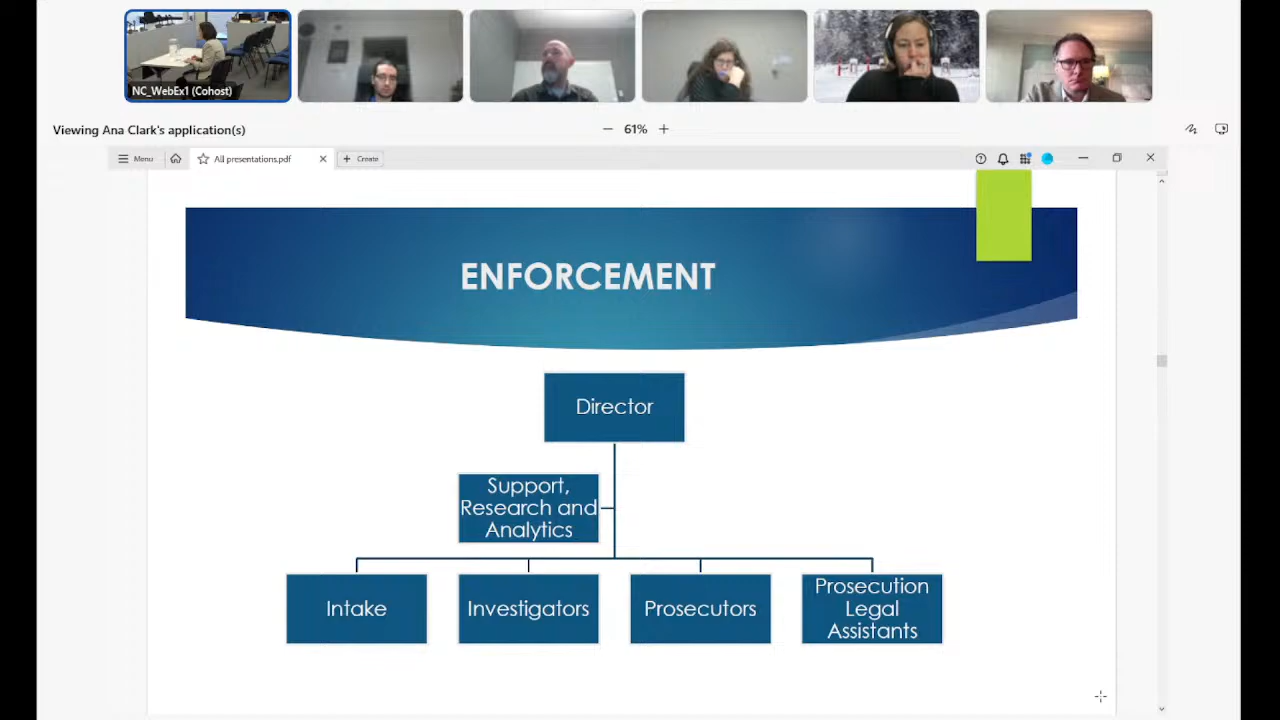 NC_WebEx1 (Cohost)
Viewing Ana Clark's application(s)
61%
Menu
All presentations.pdf
Create
ENFORCEMENT
Director
Support,
Research and
Analytics
Intake
Investigators
Prosecutors
Prosecution
Legal
Assistants